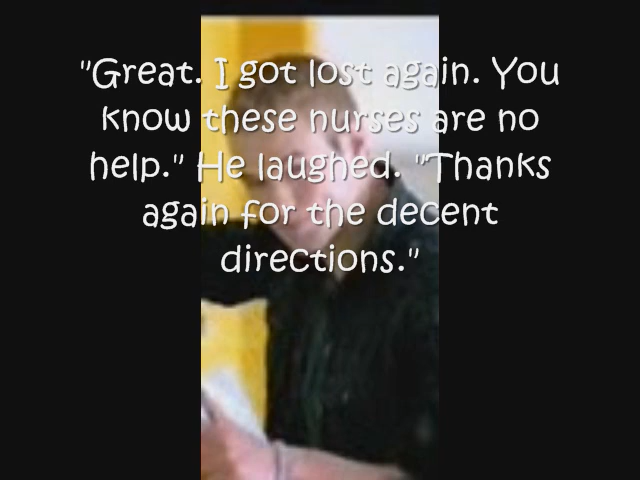 "Great. I got lost again. You
know these nurses are no
help." He laughed. "Thanks
again for the decent
directions."